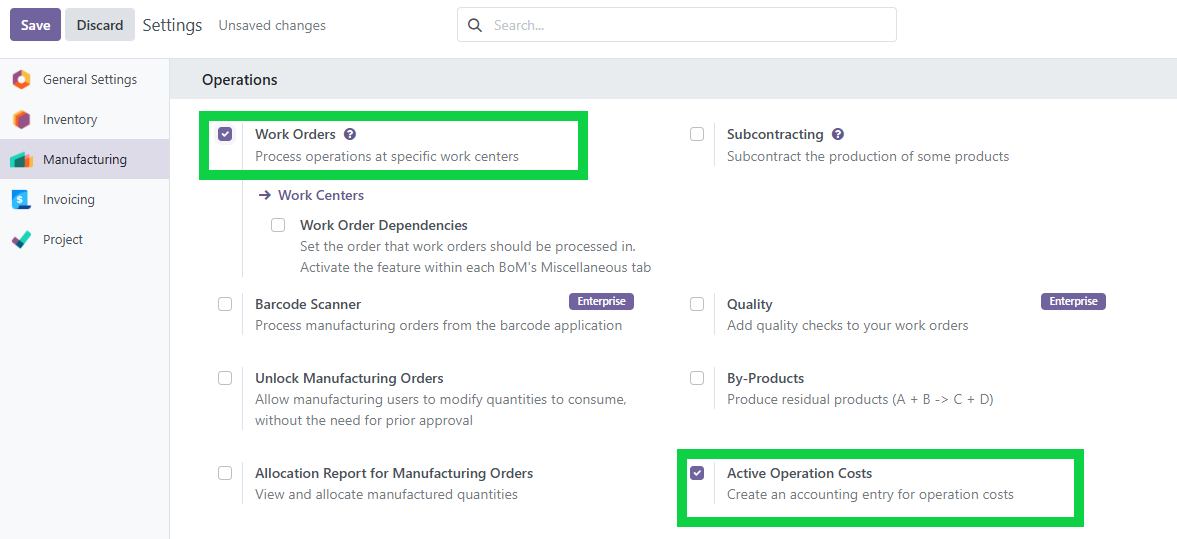 Save Discard Settings Unsaved changes Search...
General Settings
Inventory
Manufacturing
Invoicing
Project
Operations
Work Orders ?
Process operations at specific work centers
Subcontracting ?
Subcontract the production of some products
→ Work Centers
Work Order Dependencies
Set the order that work orders should be processed in.
Activate the feature within each BoM's Miscellaneous tab
Barcode Scanner Enterprise
Process manufacturing orders from the barcode application
Quality Enterprise
Add quality checks to your work orders
Unlock Manufacturing Orders
Allow manufacturing users to modify quantities to consume,
without the need for prior approval
By-Products
Produce residual products (A + B -> C + D)
Allocation Report for Manufacturing Orders
View and allocate manufactured quantities
Active Operation Costs
Create an accounting entry for operation costs